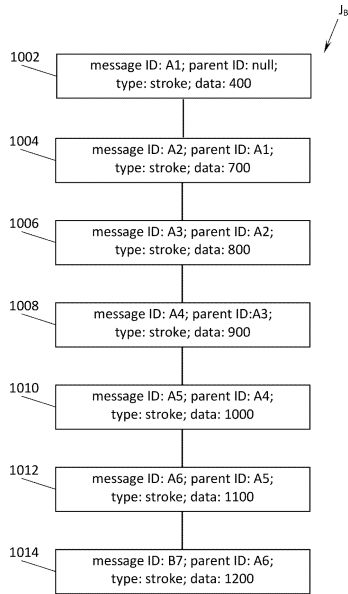 J_B
1002
message ID: A1; parent ID: null;
type: stroke; data: 400
1004
message ID: A2; parent ID: A1;
type: stroke; data: 700
1006
message ID: A3; parent ID: A2;
type: stroke; data: 800
1008
message ID: A4; parent ID:A3;
type: stroke; data: 900
1010
message ID: A5; parent ID: A4;
type: stroke; data: 1000
1012
message ID: A6; parent ID: A5;
type: stroke; data: 1100
1014
message ID: B7; parent ID: A6;
type: stroke; data: 1200